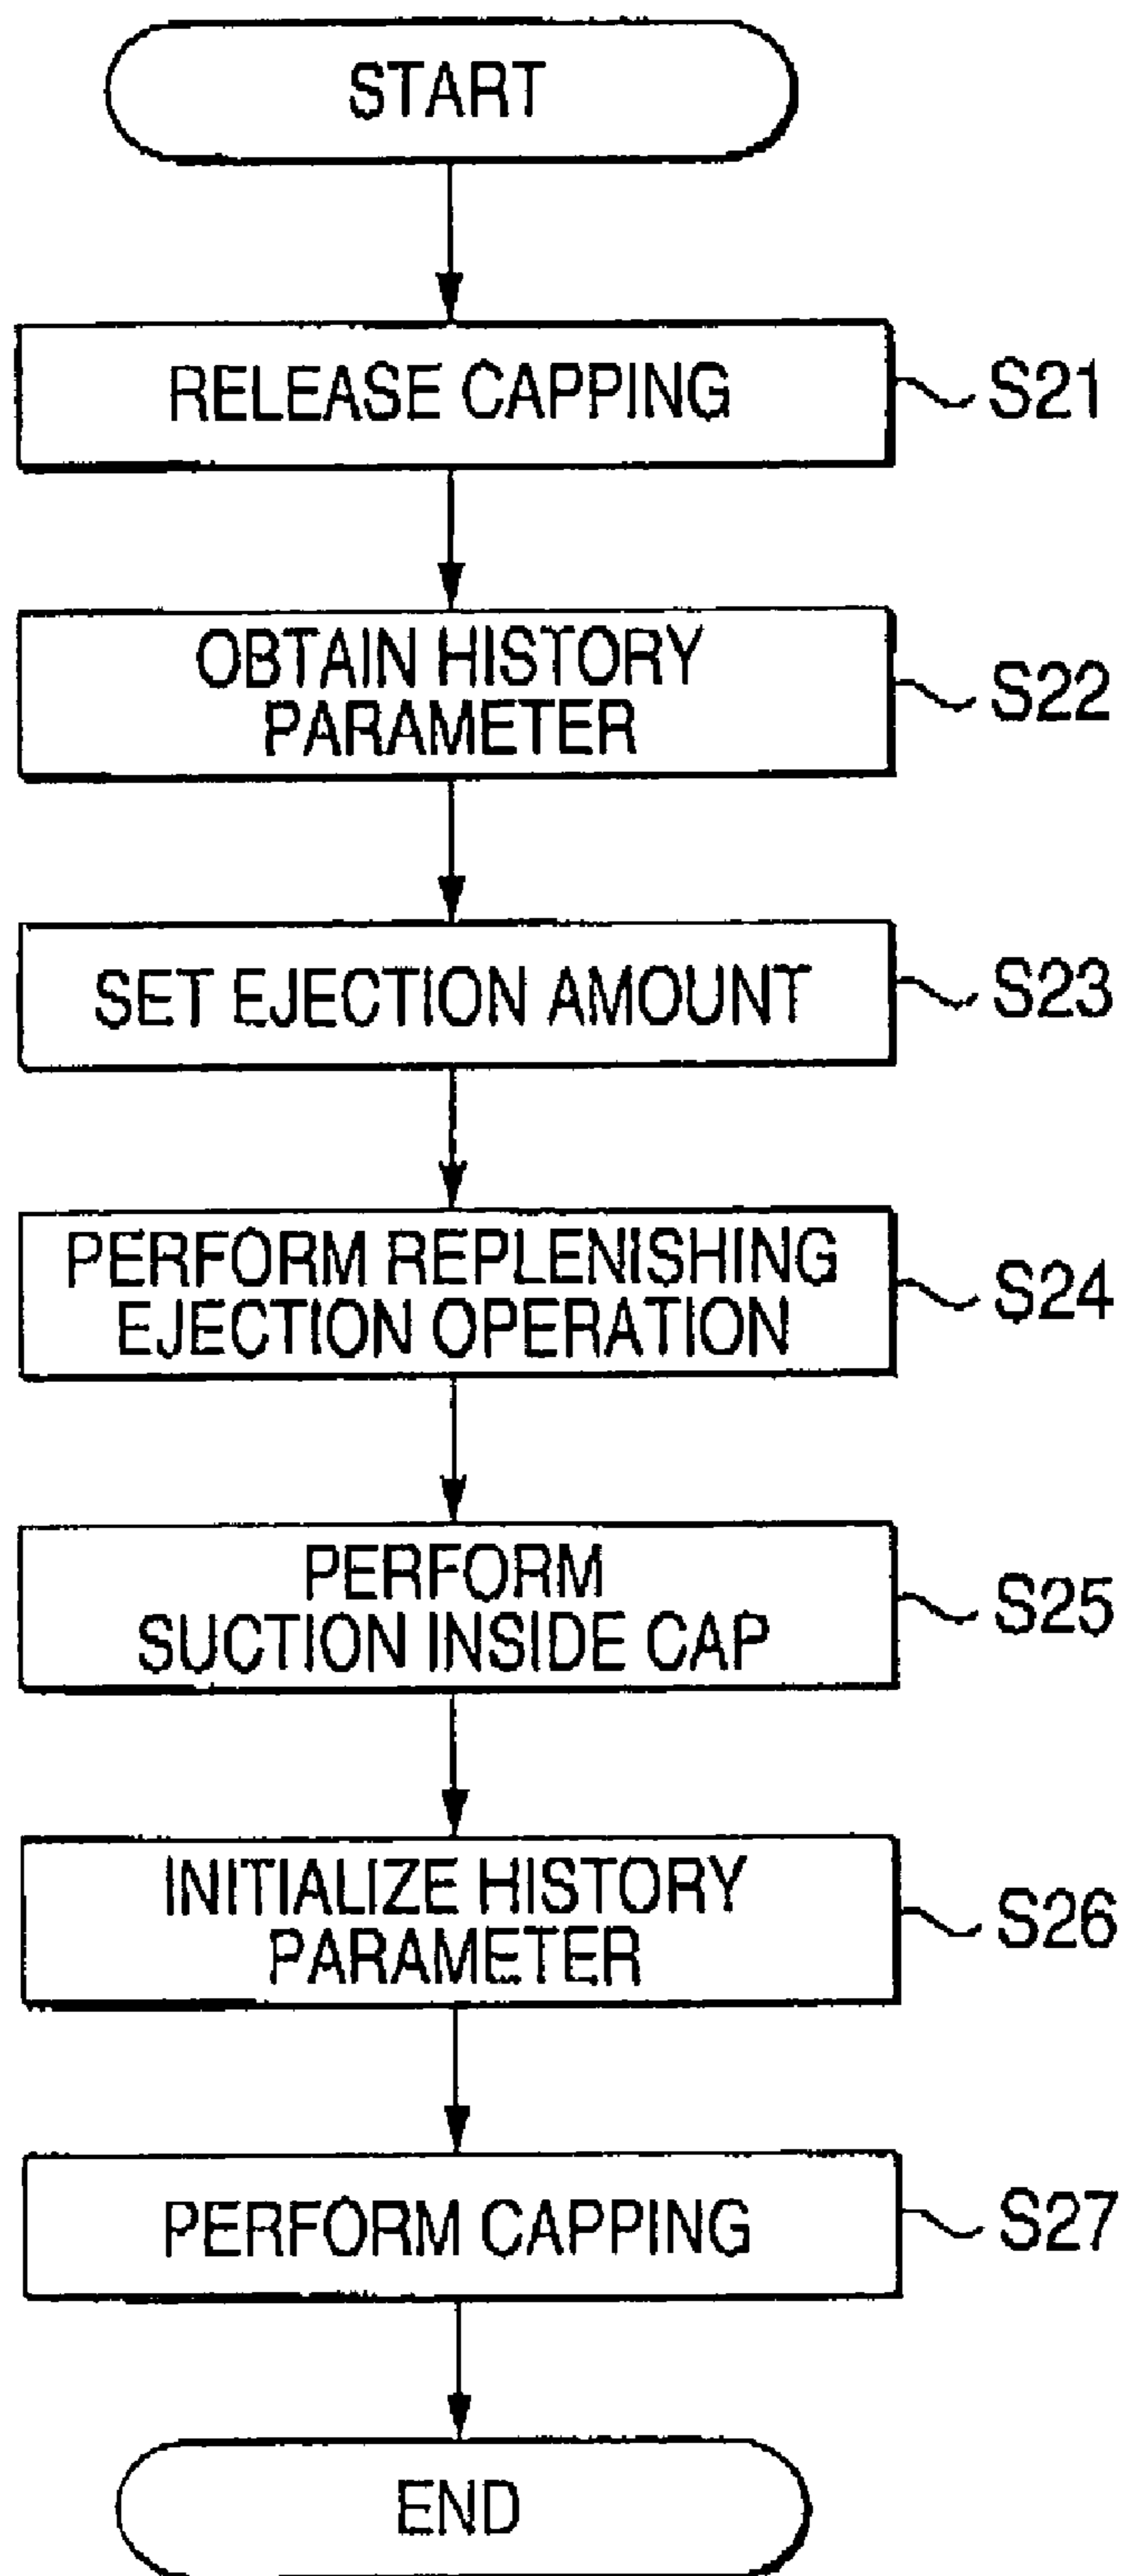 START
RELEASE CAPPING
S21
OBTAIN HISTORY
PARAMETER
S22
SET EJECTION AMOUNT
S23
PERFORM REPLENISHING
EJECTION OPERATION
S24
PERFORM
SUCTION INSIDE CAP
S25
INITIALIZE HISTORY
PARAMETER
S26
PERFORM CAPPING
S27
END